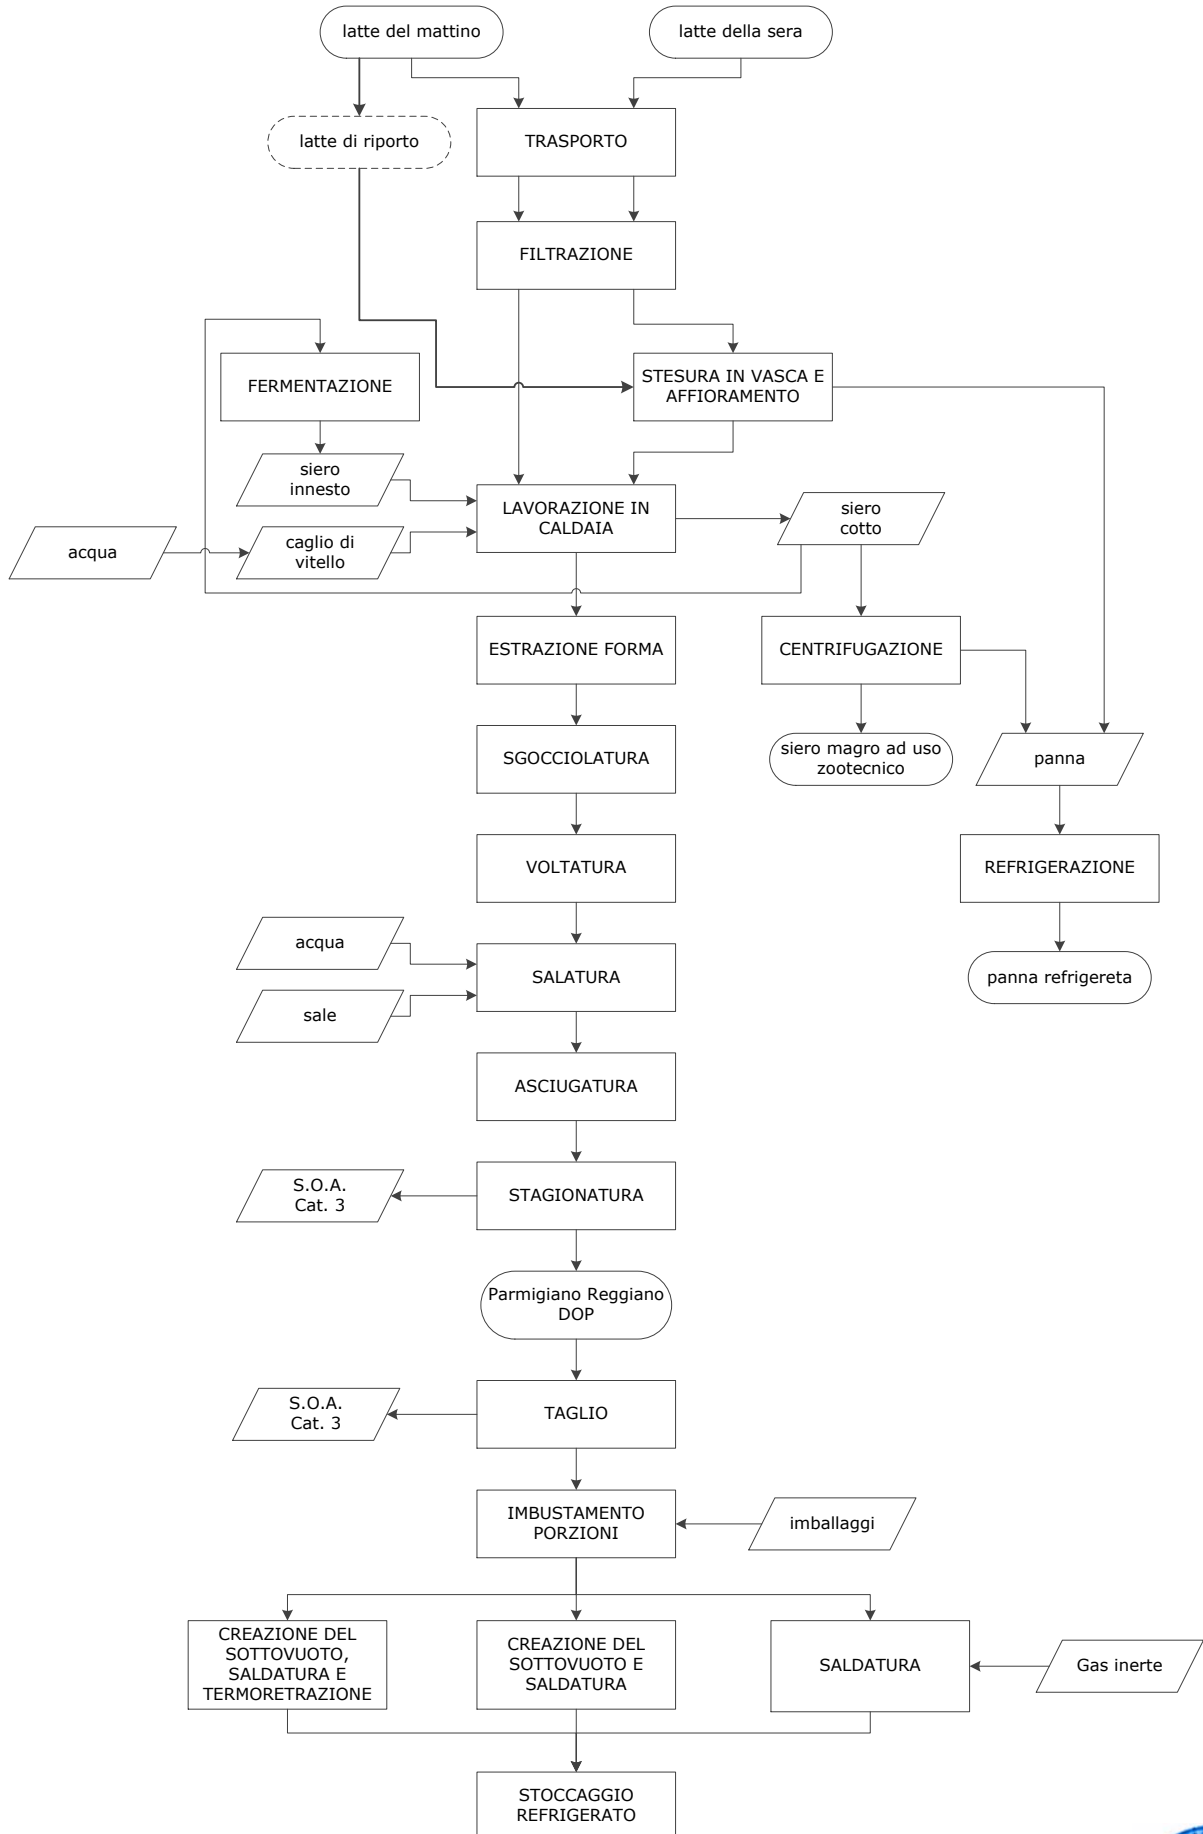 latte del mattino
latte della sera
latte di riporto
TRASPORTO
FILTRAZIONE
FERMENTAZIONE
STESURA IN VASCA E
AFFIORAMENTO
siero
innesto
LAVORAZIONE IN
CALDAIA
siero
cotto
acqua
caglio di
vitello
ESTRAZIONE FORMA
CENTRIFUGAZIONE
SGOCCIOLATURA
siero magro ad uso
zootecnico
panna
VOLTATURA
REFRIGERAZIONE
acqua
SALATURA
panna refrigereta
sale
ASCIUGATURA
S.O.A.
Cat. 3
STAGIONATURA
Parmigiano Reggiano
DOP
S.O.A.
Cat. 3
TAGLIO
IMBUSTAMENTO
PORZIONI
imballaggi
CREAZIONE DEL
SOTTOVUOTO,
SALDATURA E
TERMORETRAZIONE
CREAZIONE DEL
SOTTOVUOTO E
SALDATURA
SALDATURA
Gas inerte
STOCCAGGIO
REFRIGERATO